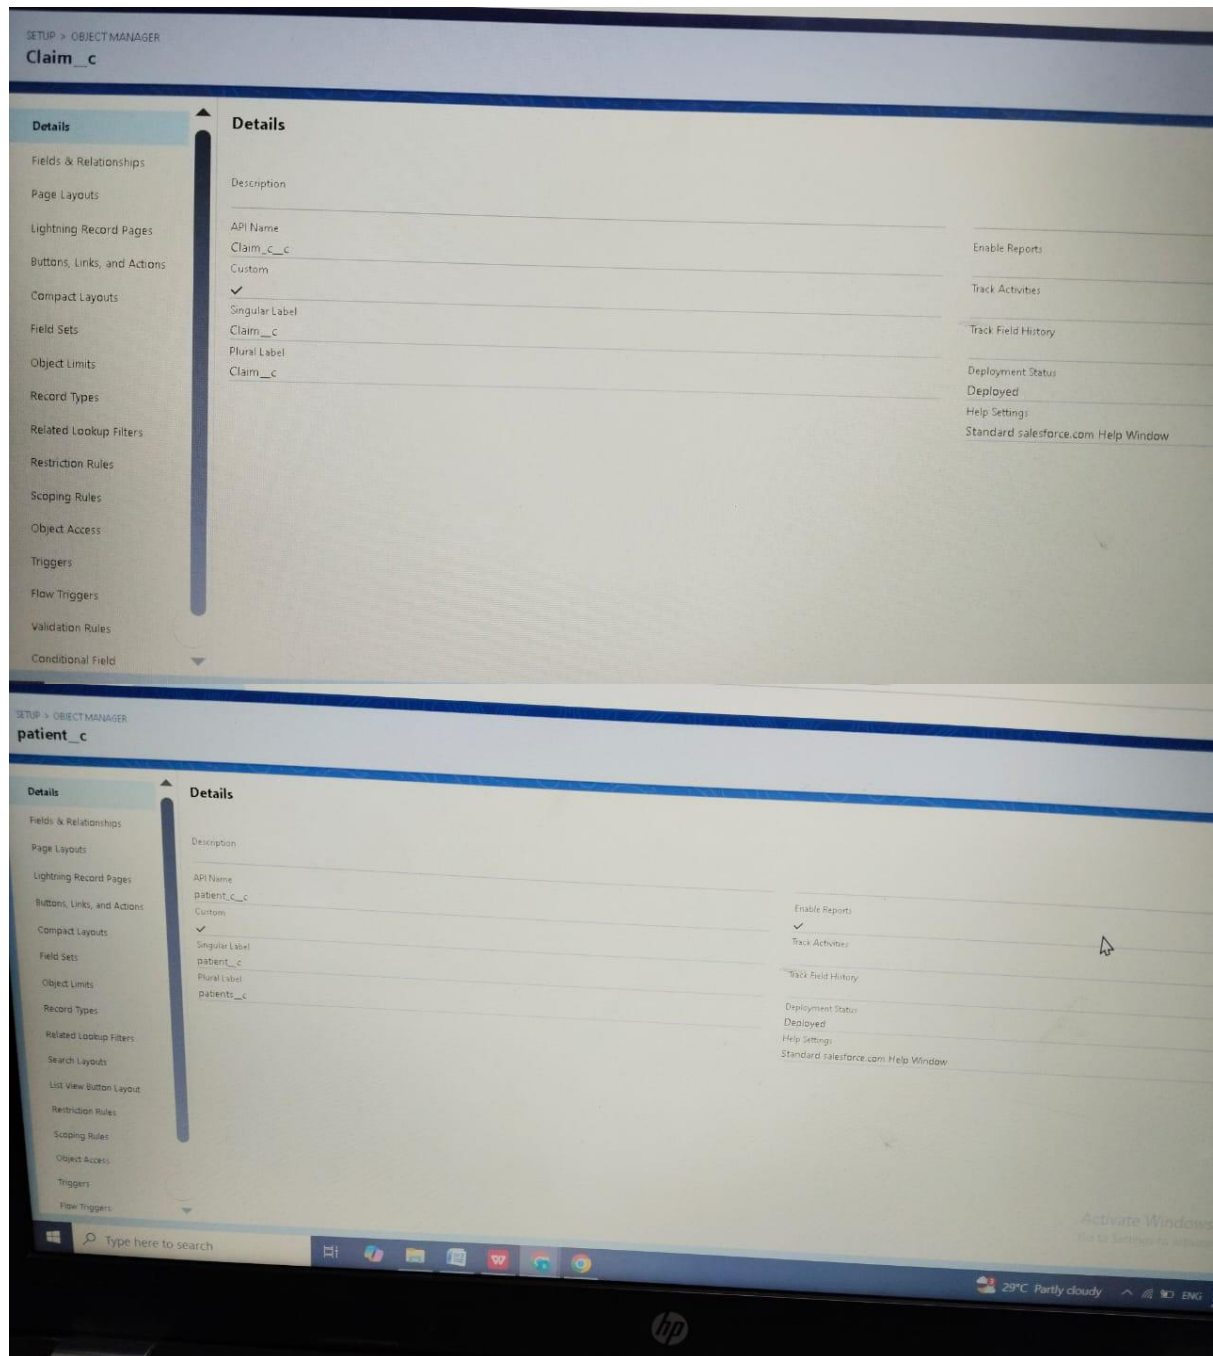 SETUP > OBJECT MANAGER
Claim__c
Details
Fields & Relationships
Page Layouts
Lightning Record Pages
Buttons, Links, and Actions
Compact Layouts
Field Sets
Object Limits
Record Types
Related Lookup Filters
Restriction Rules
Scoping Rules
Object Access
Triggers
Flow Triggers
Validation Rules
Conditional Field
Details
Description
API Name
Claim_c__c
Custom
Singular Label
Claim__c
Plural Label
Claim__c
Enable Reports
Track Activities
Track Field History
Deployment Status
Deployed
Help Settings
Standard salesforce.com Help Window
SETUP > OBJECT MANAGER
patient__c
Details
Fields & Relationships
Page Layouts
Lightning Record Pages
Buttons, Links, and Actions
Compact Layouts
Field Sets
Object Limits
Record Types
Related Lookup Filters
Search Layouts
List View Button Layout
Restriction Rules
Scoping Rules
Object Access
Triggers
Flow Triggers
Details
Description
API Name
patient_c__c
Custom
Singular Label
patient__c
Plural Label
patients__c
Enable Reports
Track Activities
Track Field History
Deployment Status
Deployed
Help Settings
Standard salesforce.com Help Window
Activate Windows
Type here to search
29°C Partly cloudy
ENG
hp